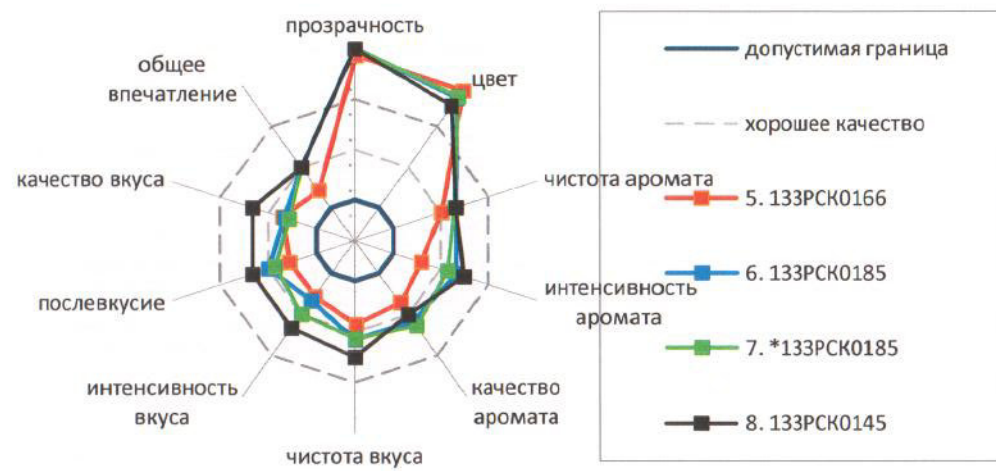 прозрачность
цвет
чистота аромата
интенсивность
аромата
качество
аромата
чистота вкуса
интенсивность
вкуса
послевкусие
качество вкуса
общее
впечатление
допустимая граница
хорошее качество
5. 133РСК0166
6. 133РСК0185
7. *133РСК0185
8. 133РСК0145